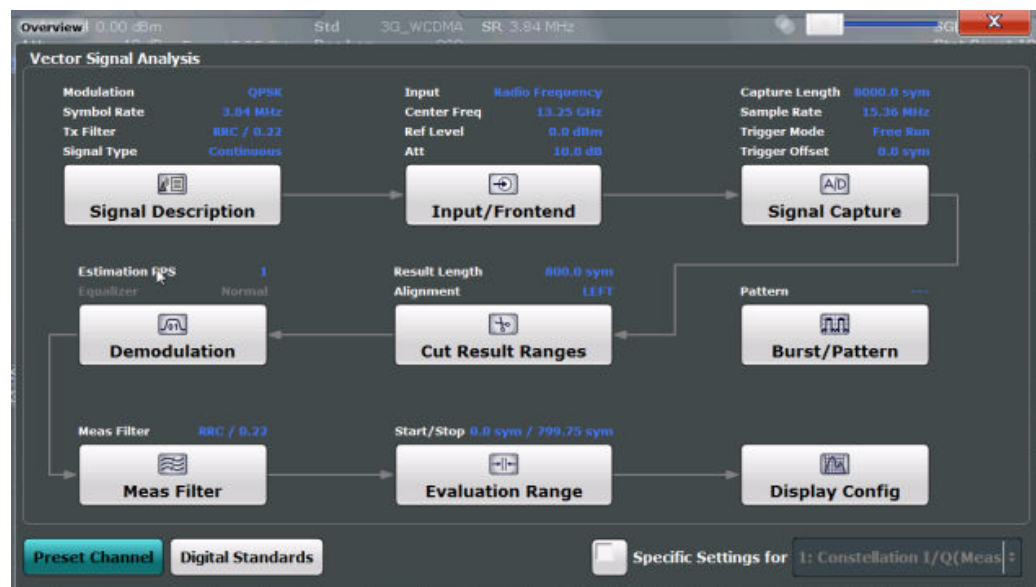 Overview 0.00 dBm Std 3G_WCDMA SR 3.84 MHz SGL
X
Vector Signal Analysis
Modulation QPSK
Symbol Rate 3.84 MHz
Tx Filter RRC / 0.22
Signal Type Continuous
Signal Description
Input Radio Frequency
Center Freq 13.25 GHz
Ref Level 0.0 dBm
Att 10.0 dB
Input/Frontend
Capture Length 8000.0 sym
Sample Rate 15.36 MHz
Trigger Mode Free Run
Trigger Offset 0.0 sym
A/D
Signal Capture
Estimation PPS 1
Equalizer Normal
Demodulation
Result Length 800.0 sym
Alignment LEFT
Cut Result Ranges
Pattern ---
Burst/Pattern
Meas Filter RRC / 0.22
Meas Filter
Start/Stop 0.0 sym / 799.75 sym
Evaluation Range
Display Config
Preset Channel
Digital Standards
Specific Settings for 1: Constellation I/Q(Meas